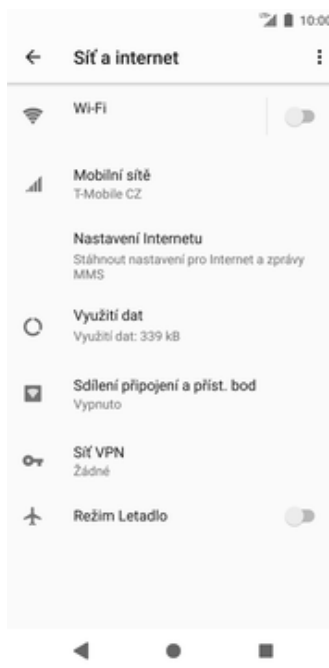 10:00
Síť a internet
Wi-Fi
Mobilní sítě
T-Mobile CZ
Nastavení Internetu
Stáhnout nastavení pro Internet a zprávy
MMS
Využití dat
Využití dat: 339 kB
Sdílení připojení a příst. bod
Vypnuto
Síť VPN
Žádné
Režim Letadlo